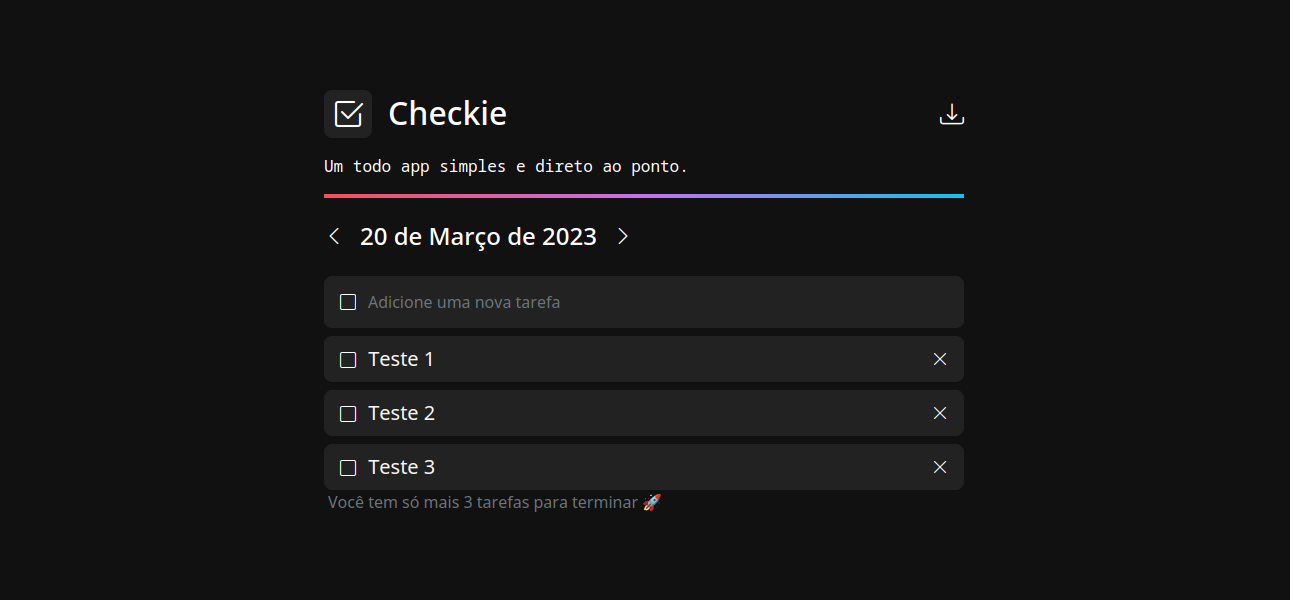 Checkie
Um todo app simples e direto ao ponto.
20 de Março de 2023
Adicione uma nova tarefa
Teste 1
Teste 2
Teste 3
Você tem só mais 3 tarefas para terminar 🚀